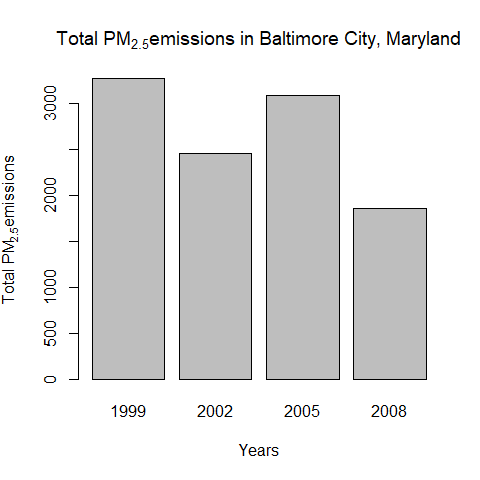 Total PM2.5emissions in Baltimore City, Maryland
Total PM2.5emissions
3000
2000
1000
500
0
1999 2002 2005 2008
Years